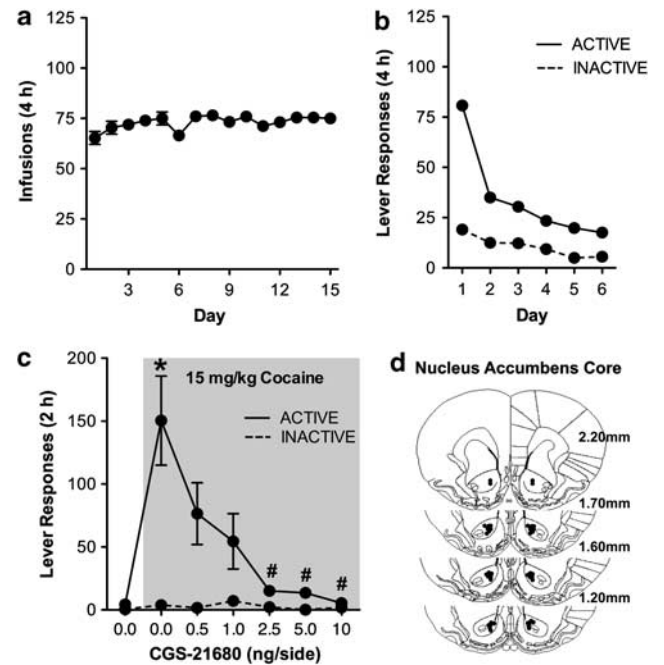 a
Infusions (4 h)
125
100
75
50
25
0
3 6 9 12 15
Day
b
ACTIVE
INACTIVE
Lever Responses (4 h)
125
100
75
50
25
0
1 2 3 4 5 6
Day
c
Lever Responses (2 h)
200
150
100
50
0
*
15 mg/kg Cocaine
ACTIVE
INACTIVE
# # #
0.0 0.0 0.5 1.0 2.5 5.0 10
CGS-21680 (ng/side)
d
Nucleus Accumbens Core
2.20mm
1.70mm
1.60mm
1.20mm